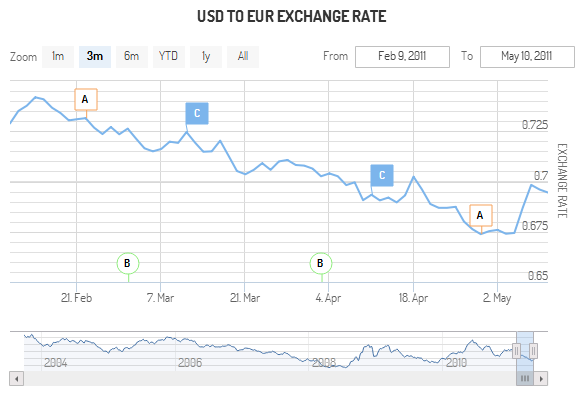 USD TO EUR EXCHANGE RATE
Zoom 1m 3m 6m YTD 1y All From Feb 9, 2011 To May 10, 2011
A
C
0.725
0.7
C
A
0.675
B
B
0.65
EXCHANGE RATE
21. Feb 7. Mar 21. Mar 4. Apr 18. Apr 2. May
2004 2006 2008 2010